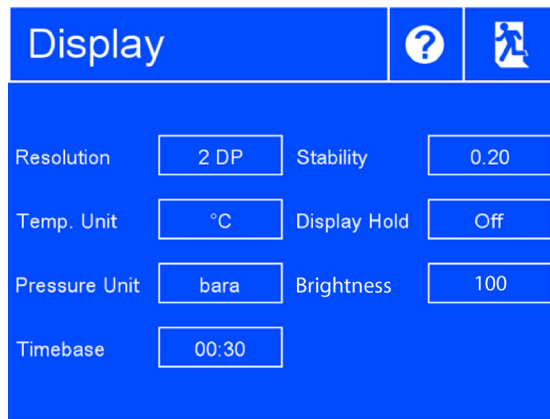 Display ?
Resolution 2 DP Stability 0.20
Temp. Unit °C Display Hold Off
Pressure Unit bara Brightness 100
Timebase 00:30